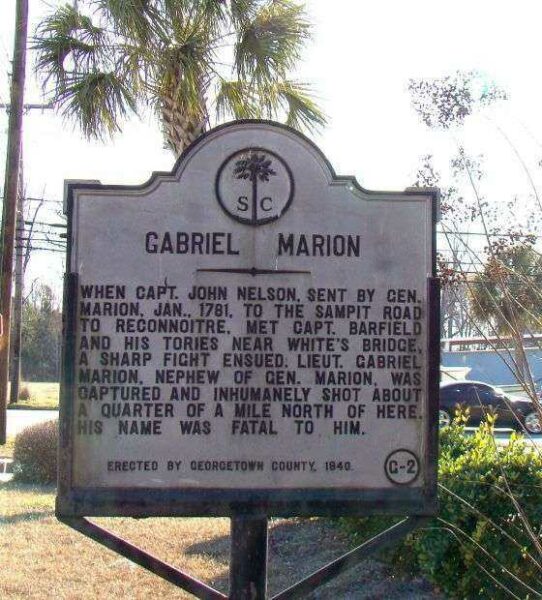 S C
GABRIEL MARION
WHEN CAPT. JOHN NELSON, SENT BY GEN.
MARION, JAN., 1781, TO THE SAMPIT ROAD
TO RECONNOITRE, MET CAPT. BARFIELD
AND HIS TORIES NEAR WHITE'S BRIDGE,
A SHARP FIGHT ENSUED. LIEUT. GABRIEL
MARION, NEPHEW OF GEN. MARION, WAS
CAPTURED AND INHUMANELY SHOT ABOUT
A QUARTER OF A MILE NORTH OF HERE.
HIS NAME WAS FATAL TO HIM.
ERECTED BY GEORGETOWN COUNTY, 1940.
G-2